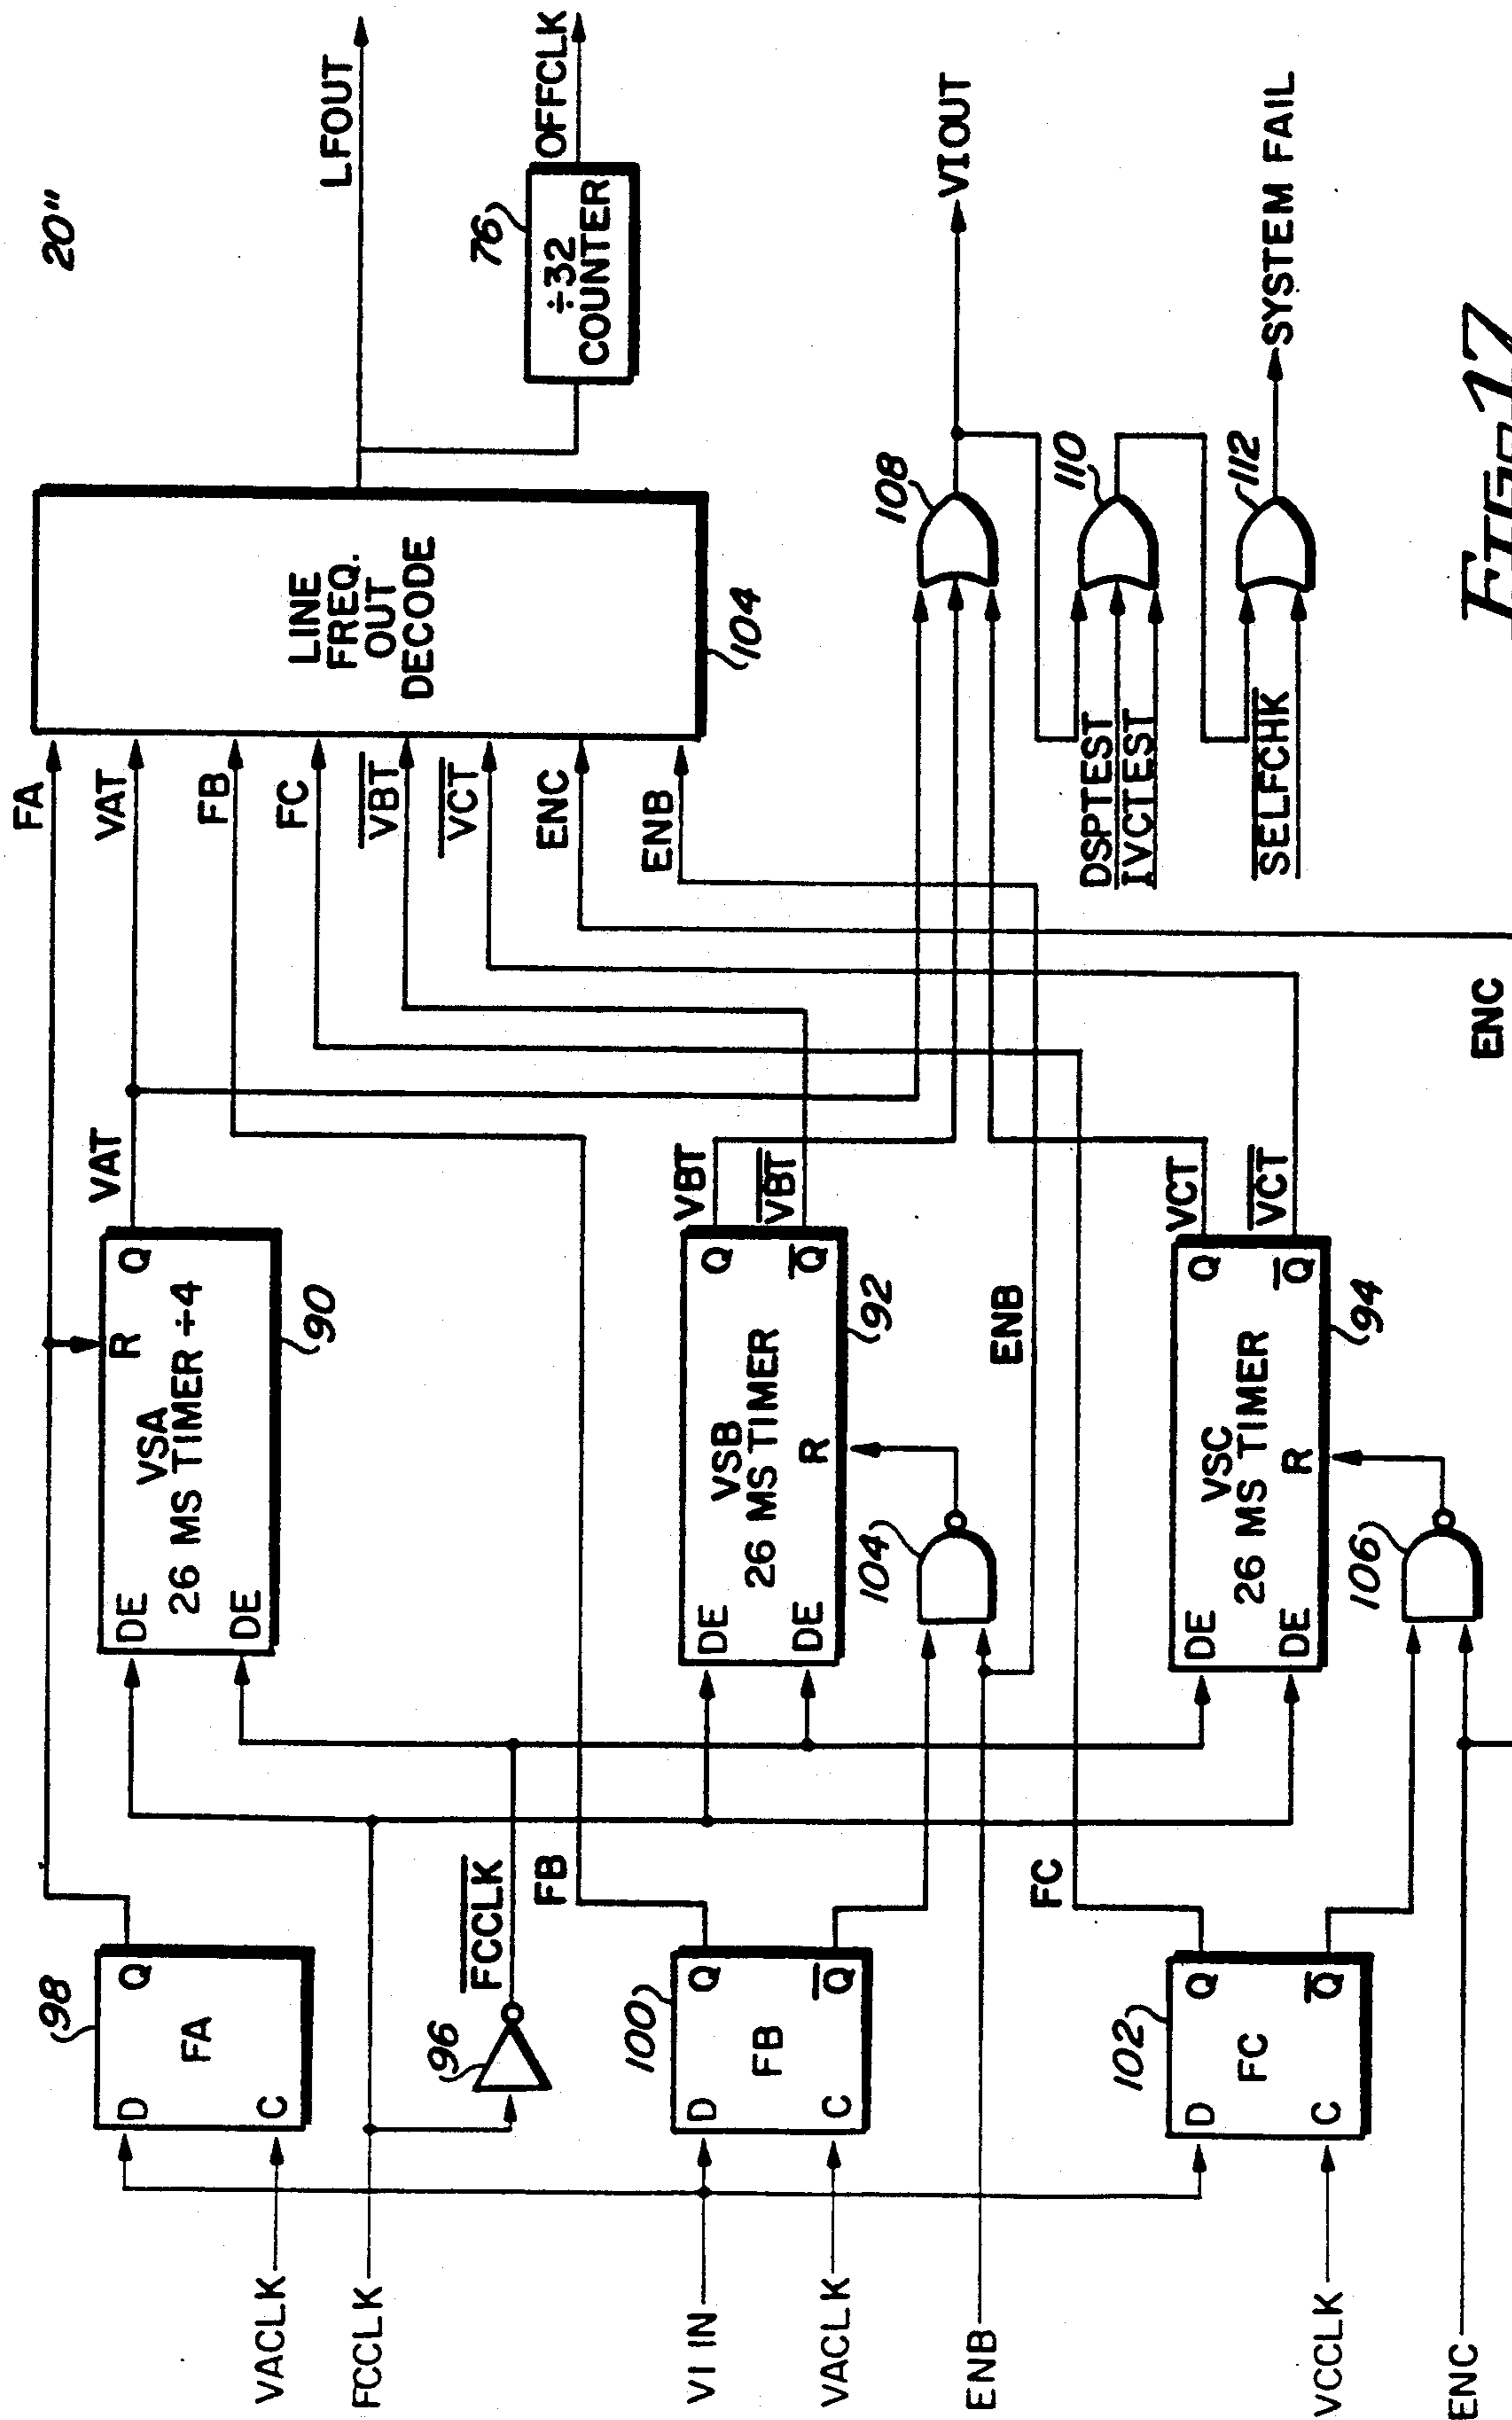 20"
LFOUT
76
÷32
COUNTER
OFFCLK
LINE
FREQ.
OUT
DECODE
104
FA
VAT
FB
FC
VBT
VCT
ENC
ENB
108
VIOUT
110
DSPTEST
IVCTEST
112
SELFCHK
SYSTEM FAIL
VAT
VSA
26 MS TIMER ÷4
DE
DE
R
Q
90
VBT
VBT
VSB
26 MS TIMER
DE
DE
R
Q
Q
92
104
ENB
VCT
VCT
VSC
26 MS TIMER
DE
DE
R
Q
Q
94
106
ENC
98
FA
D
C
Q
96
FCCLK
FB
100
FB
D
C
Q
Q
FC
102
FC
D
C
Q
Q
VACLK
FCCLK
VI IN
VACLK
ENB
VCCLK
ENC
FIG-17